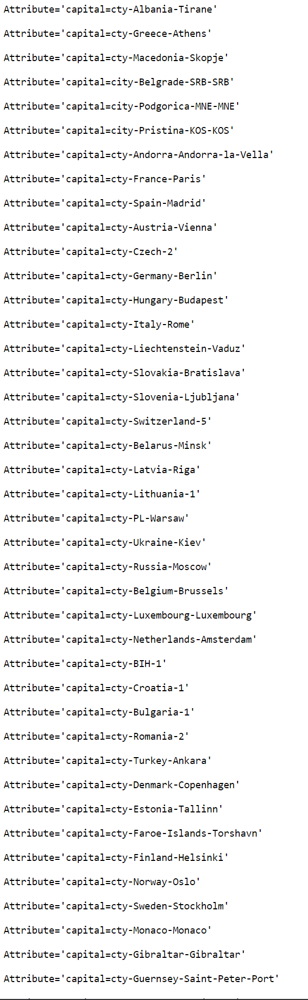 Attribute='capital=cty-Albania-Tirane'
Attribute='capital=cty-Greece-Athens'
Attribute='capital=cty-Macedonia-Skopje'
Attribute='capital=city-Belgrade-SRB-SRB'
Attribute='capital=city-Podgorica-MNE-MNE'
Attribute='capital=city-Pristina-KOS-KOS'
Attribute='capital=cty-Andorra-Andorra-la-Vella'
Attribute='capital=cty-France-Paris'
Attribute='capital=cty-Spain-Madrid'
Attribute='capital=cty-Austria-Vienna'
Attribute='capital=cty-Czech-2'
Attribute='capital=cty-Germany-Berlin'
Attribute='capital=cty-Hungary-Budapest'
Attribute='capital=cty-Italy-Rome'
Attribute='capital=cty-Liechtenstein-Vaduz'
Attribute='capital=cty-Slovakia-Bratislava'
Attribute='capital=cty-Slovenia-Ljubljana'
Attribute='capital=cty-Switzerland-5'
Attribute='capital=cty-Belarus-Minsk'
Attribute='capital=cty-Latvia-Riga'
Attribute='capital=cty-Lithuania-1'
Attribute='capital=cty-PL-Warsaw'
Attribute='capital=cty-Ukraine-Kiev'
Attribute='capital=cty-Russia-Moscow'
Attribute='capital=cty-Belgium-Brussels'
Attribute='capital=cty-Luxembourg-Luxembourg'
Attribute='capital=cty-Netherlands-Amsterdam'
Attribute='capital=cty-BIH-1'
Attribute='capital=cty-Croatia-1'
Attribute='capital=cty-Bulgaria-1'
Attribute='capital=cty-Romania-2'
Attribute='capital=cty-Turkey-Ankara'
Attribute='capital=cty-Denmark-Copenhagen'
Attribute='capital=cty-Estonia-Tallinn'
Attribute='capital=cty-Faroe-Islands-Torshavn'
Attribute='capital=cty-Finland-Helsinki'
Attribute='capital=cty-Norway-Oslo'
Attribute='capital=cty-Sweden-Stockholm'
Attribute='capital=cty-Monaco-Monaco'
Attribute='capital=cty-Gibraltar-Gibraltar'
Attribute='capital=cty-Guernsey-Saint-Peter-Port'